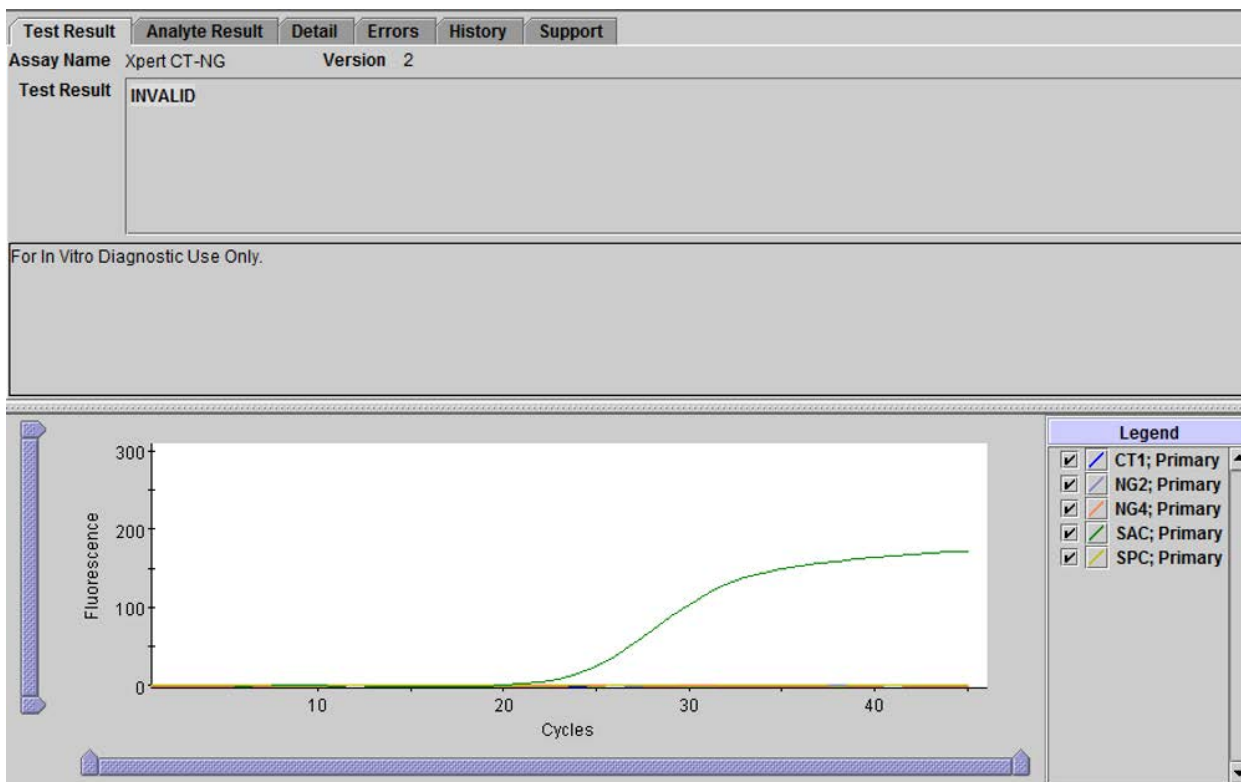 Test Result Analyte Result Detail Errors History Support
Assay Name Xpert CT-NG Version 2
Test Result INVALID
For In Vitro Diagnostic Use Only.
Legend
CT1; Primary
NG2; Primary
NG4; Primary
SAC; Primary
SPC; Primary
300
200
100
0
Fluorescence
10 20 30 40
Cycles